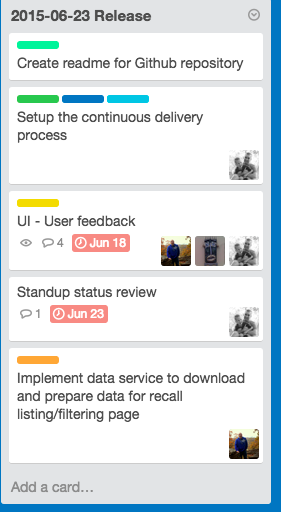 2015-06-23 Release
Create readme for Github repository
Setup the continuous delivery
process
UI - User feedback
4 Jun 18
Standup status review
1 Jun 23
Implement data service to download
and prepare data for recall
listing/filtering page
Add a card…